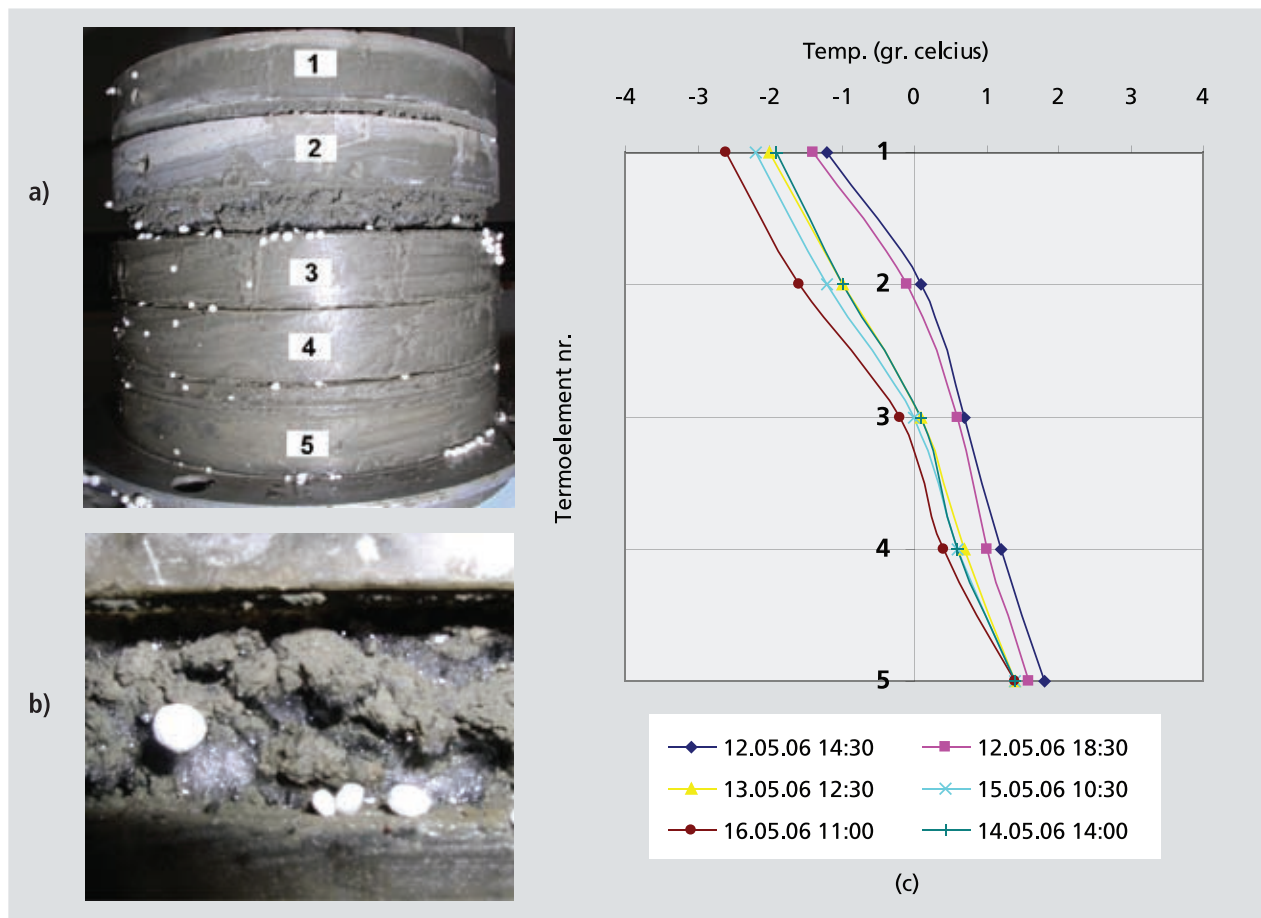 a)
1
2
3
4
5
b)
Temp. (gr. celcius)
-4 -3 -2 -1 0 1 2 3 4
Termoelement nr.
1
2
3
4
5
12.05.06 14:30 12.05.06 18:30
13.05.06 12:30 15.05.06 10:30
16.05.06 11:00 14.05.06 14:00
(c)